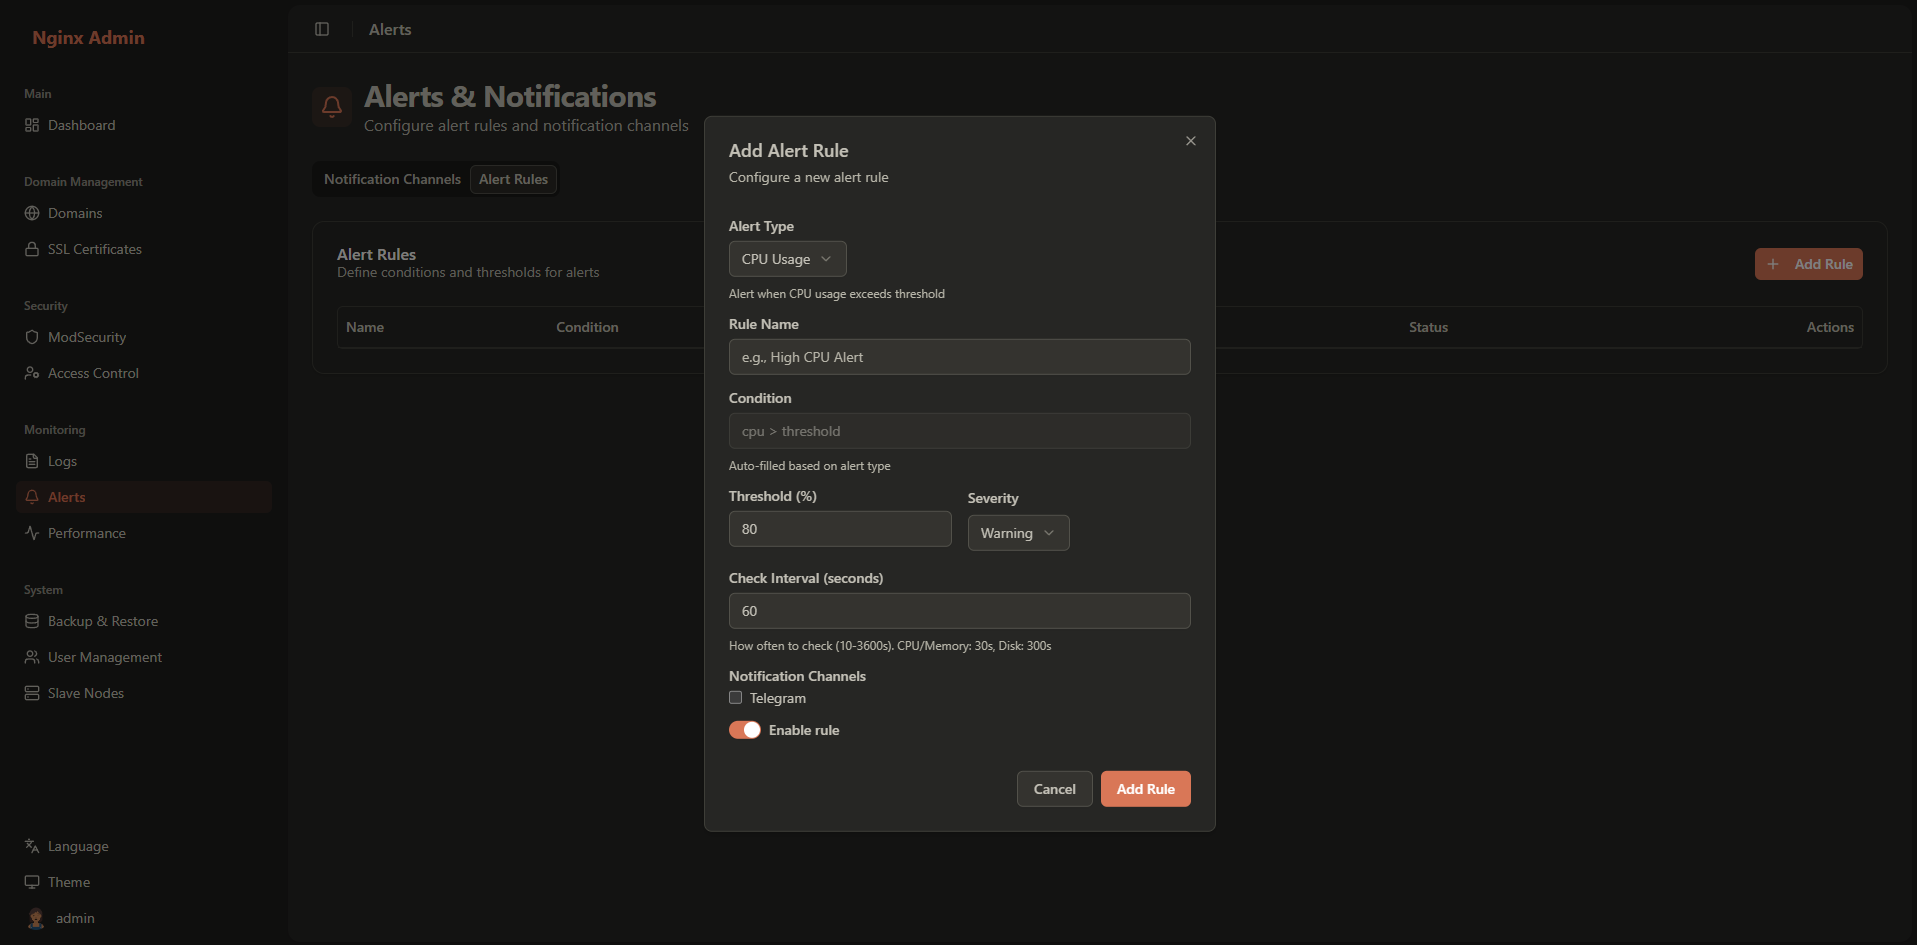 Nginx Admin
Main
Dashboard
Domain Management
Domains
SSL Certificates
Security
ModSecurity
Access Control
Monitoring
Logs
Alerts
Performance
System
Backup & Restore
User Management
Slave Nodes
Language
Theme
admin
Alerts
Alerts & Notifications
Configure alert rules and notification channels
Notification Channels
Alert Rules
Alert Rules
Define conditions and thresholds for alerts
Add Rule
Name
Condition
Status
Actions
Add Alert Rule
Configure a new alert rule
Alert Type
CPU Usage
Alert when CPU usage exceeds threshold
Rule Name
e.g., High CPU Alert
Condition
cpu > threshold
Auto-filled based on alert type
Threshold (%)
80
Severity
Warning
Check Interval (seconds)
60
How often to check (10-3600s). CPU/Memory: 30s, Disk: 300s
Notification Channels
Telegram
Enable rule
Cancel
Add Rule